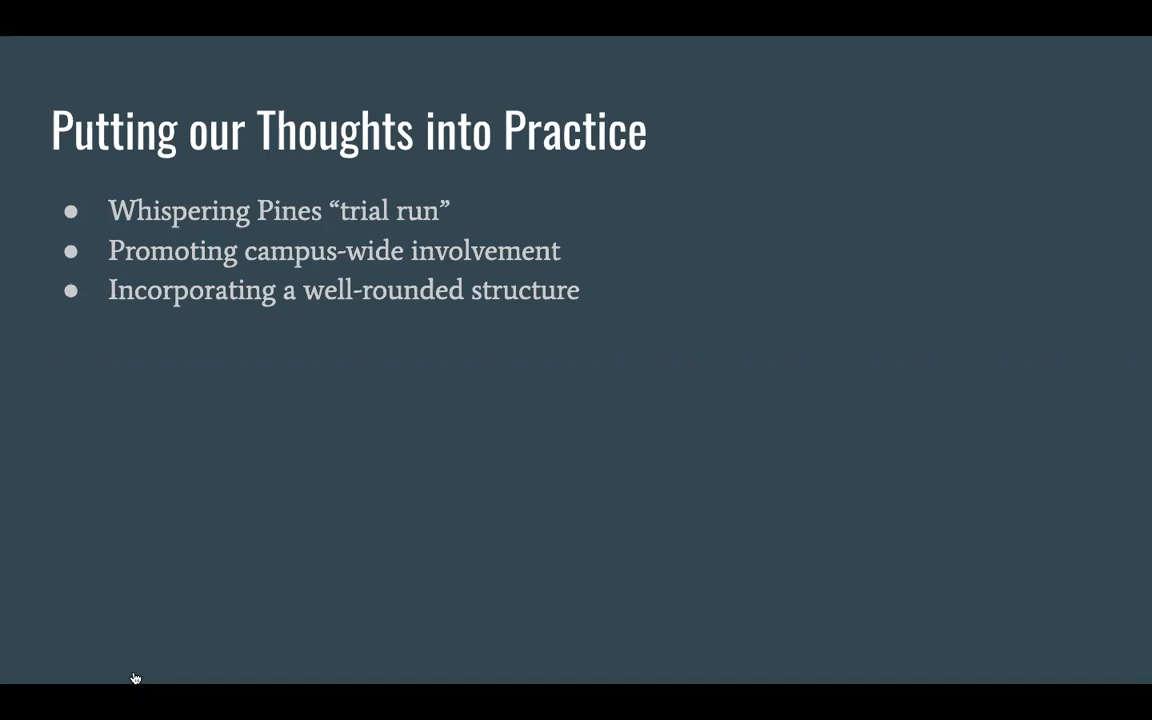 Putting our Thoughts into Practice
● Whispering Pines “trial run”
● Promoting campus-wide involvement
● Incorporating a well-rounded structure